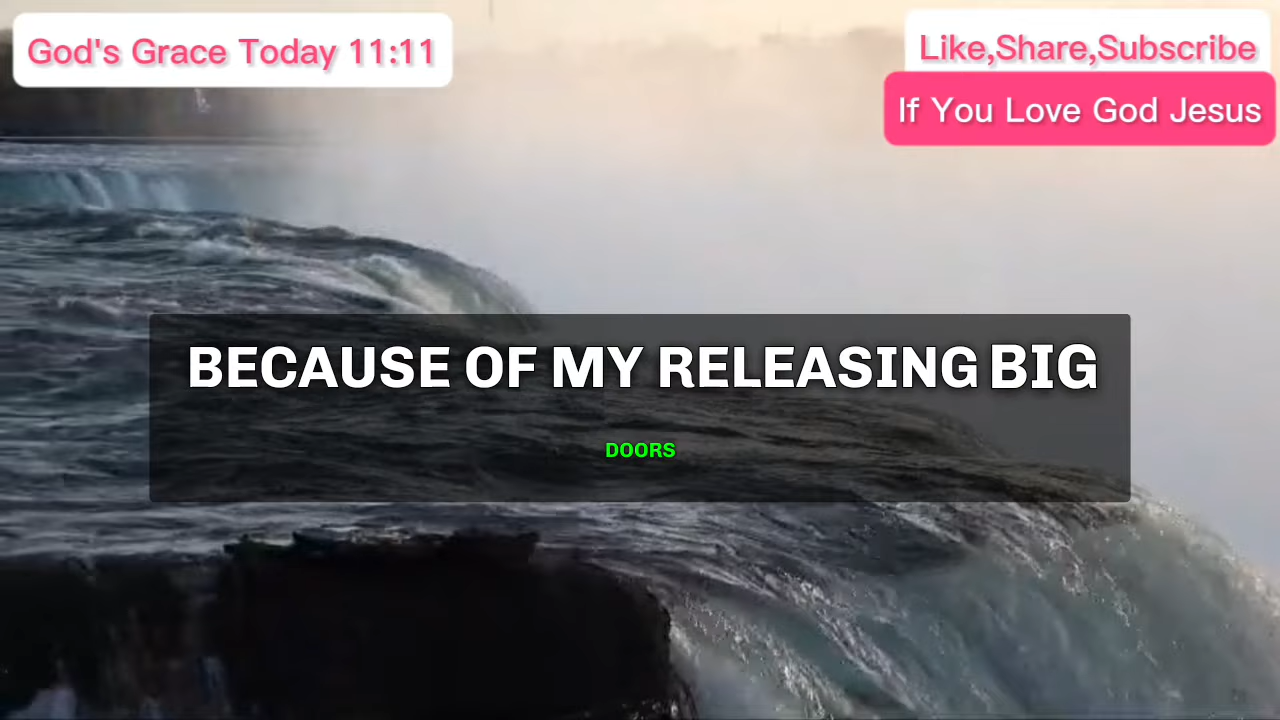 God's Grace Today 11:11
Like,Share,Subscribe
If You Love God Jesus
BECAUSE OF MY RELEASING BIG
DOORS